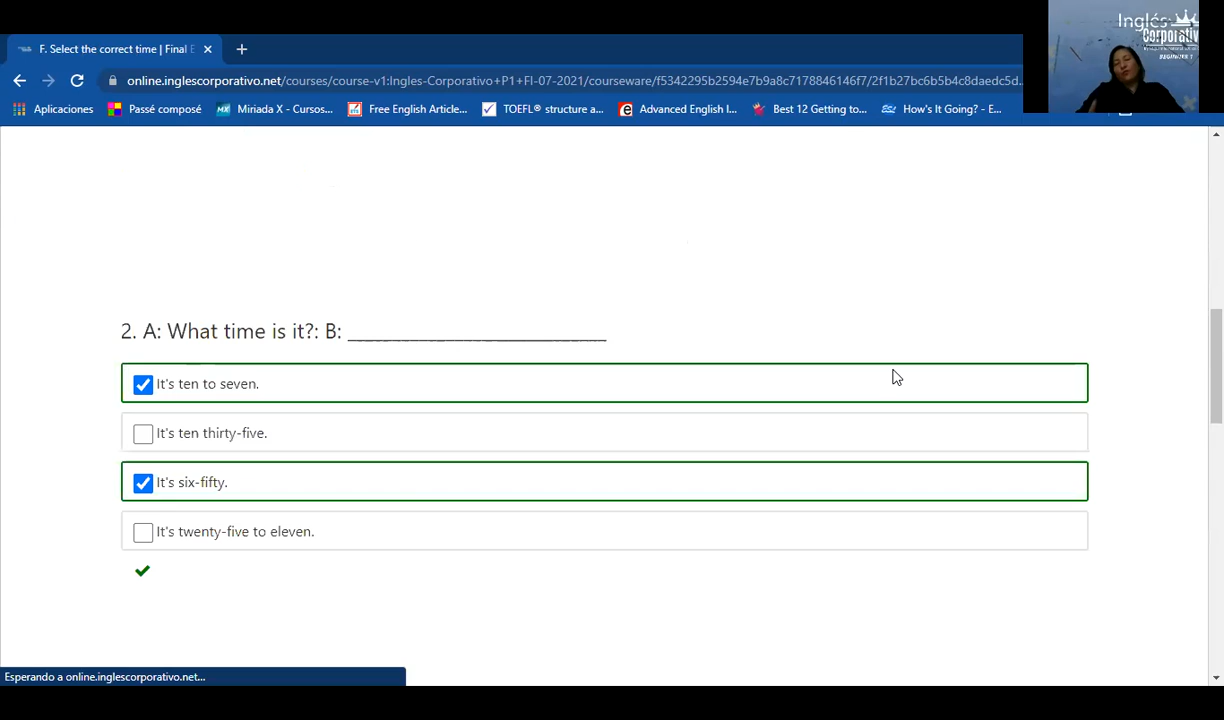 F. Select the correct time | Final E
online.inglescorporativo.net/courses/course-v1:Ingles-Corporativo+P1+FI-07-2021/courseware/f5342295b2594e7b9a8c7178846146f7/2f1b27bc6b5b4c8daedc5d...
Aplicaciones
Passé composé
Miriada X - Cursos...
Free English Article...
TOEFL® structure a...
Advanced English I...
Best 12 Getting to...
How's It Going? - E...
Inglés
Corporativo
BEGINNER 1
2. A: What time is it?: B: ____________________________
It's ten to seven.
It's ten thirty-five.
It's six-fifty.
It's twenty-five to eleven.
Esperando a online.inglescorporativo.net...